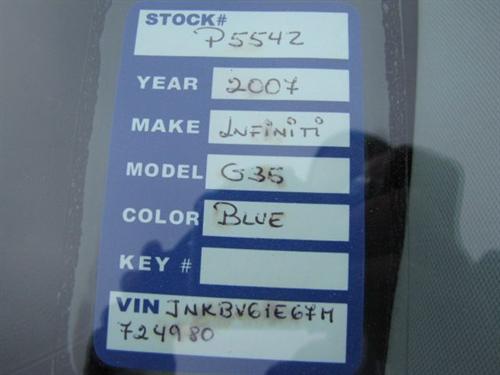 STOCK# P5542
YEAR 2007
MAKE INFINITI
MODEL G35
COLOR BLUE
KEY #
VIN JNKBV61E67M
724980